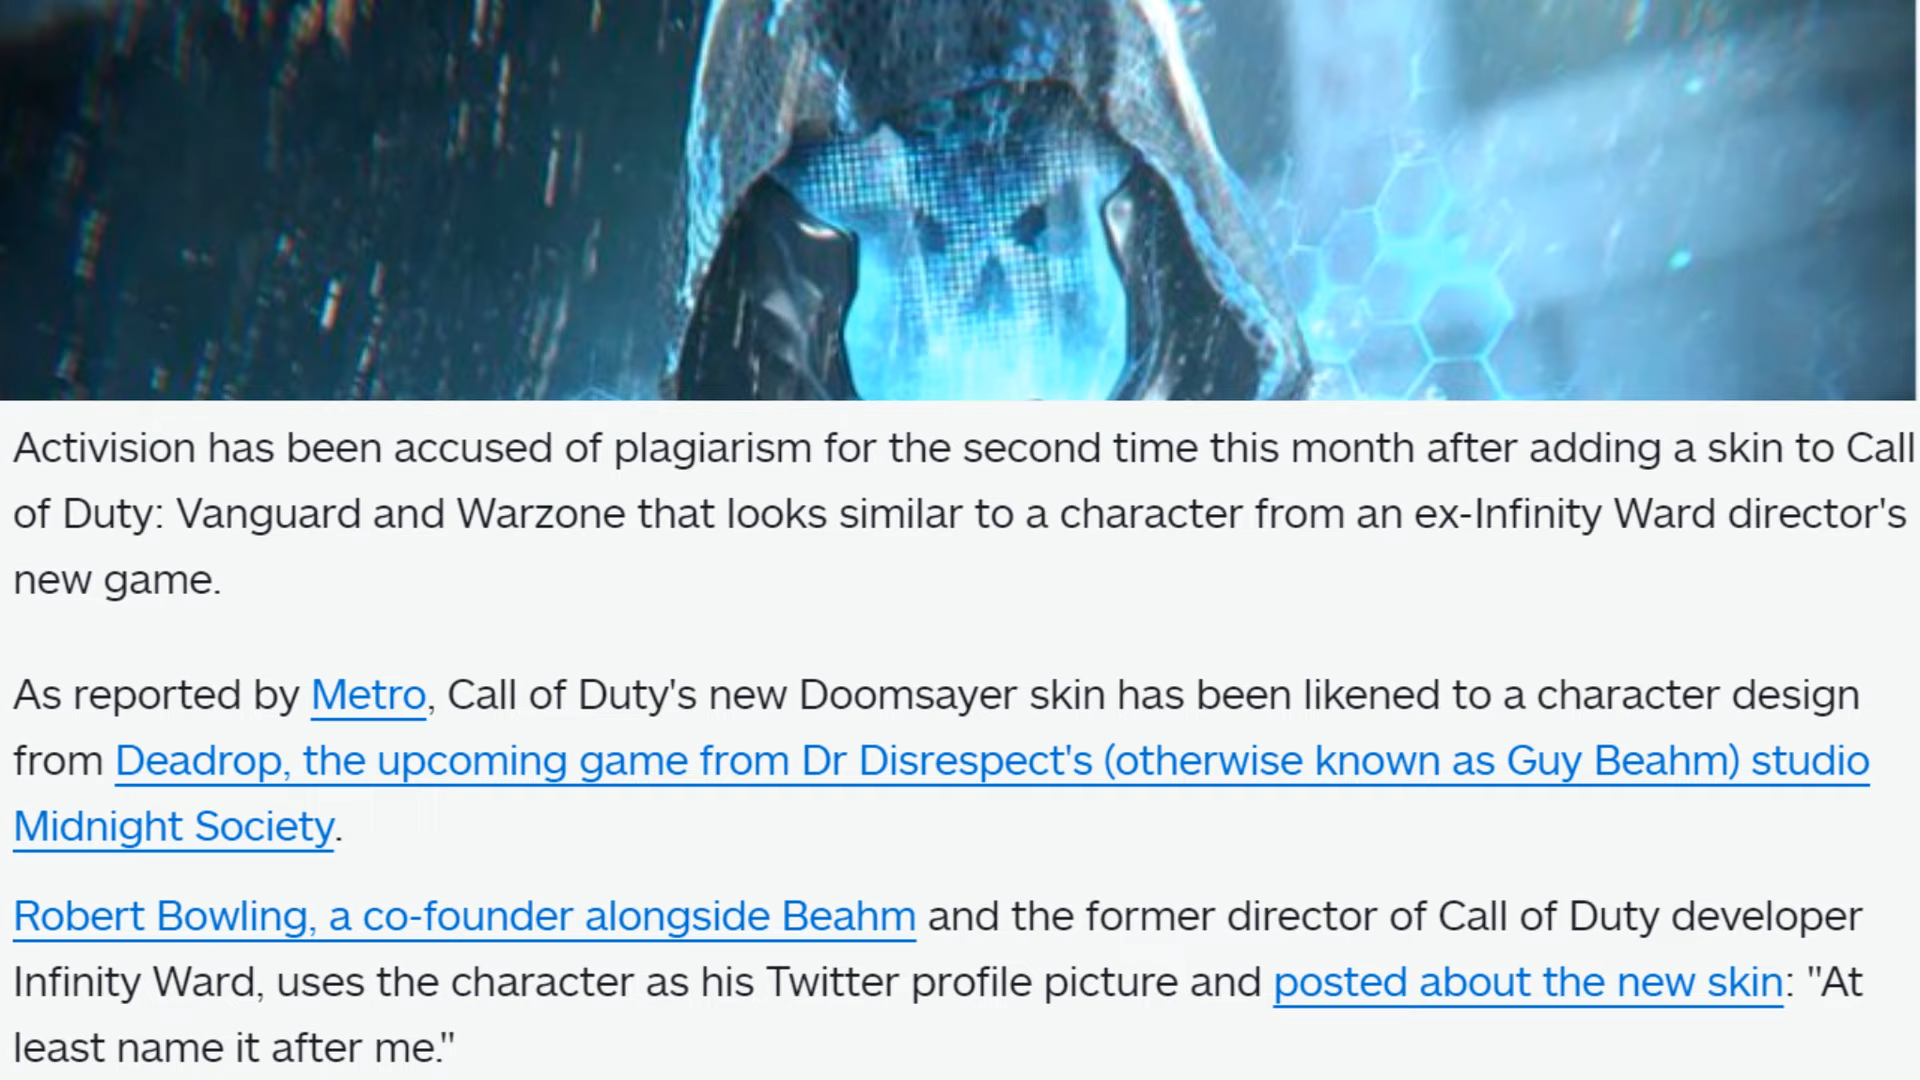 Activision has been accused of plagiarism for the second time this month after adding a skin to Call
of Duty: Vanguard and Warzone that looks similar to a character from an ex-Infinity Ward director's
new game.
As reported by Metro, Call of Duty's new Doomsayer skin has been likened to a character design
from Deadrop, the upcoming game from Dr Disrespect's (otherwise known as Guy Beahm) studio
Midnight Society.
Robert Bowling, a co-founder alongside Beahm and the former director of Call of Duty developer
Infinity Ward, uses the character as his Twitter profile picture and posted about the new skin: "At
least name it after me."